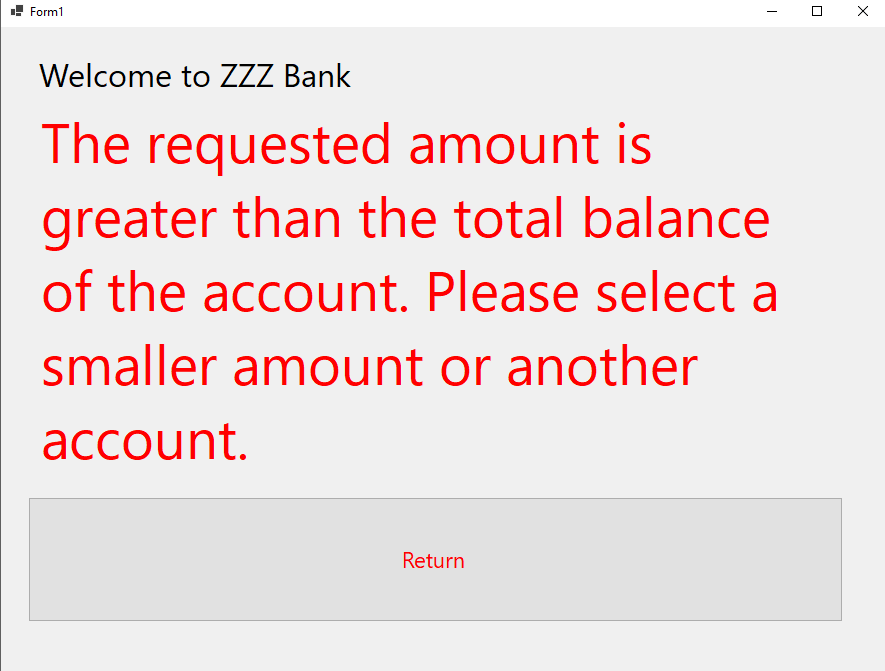 Form1
Welcome to ZZZ Bank
The requested amount is
greater than the total balance
of the account. Please select a
smaller amount or another
account.
Return